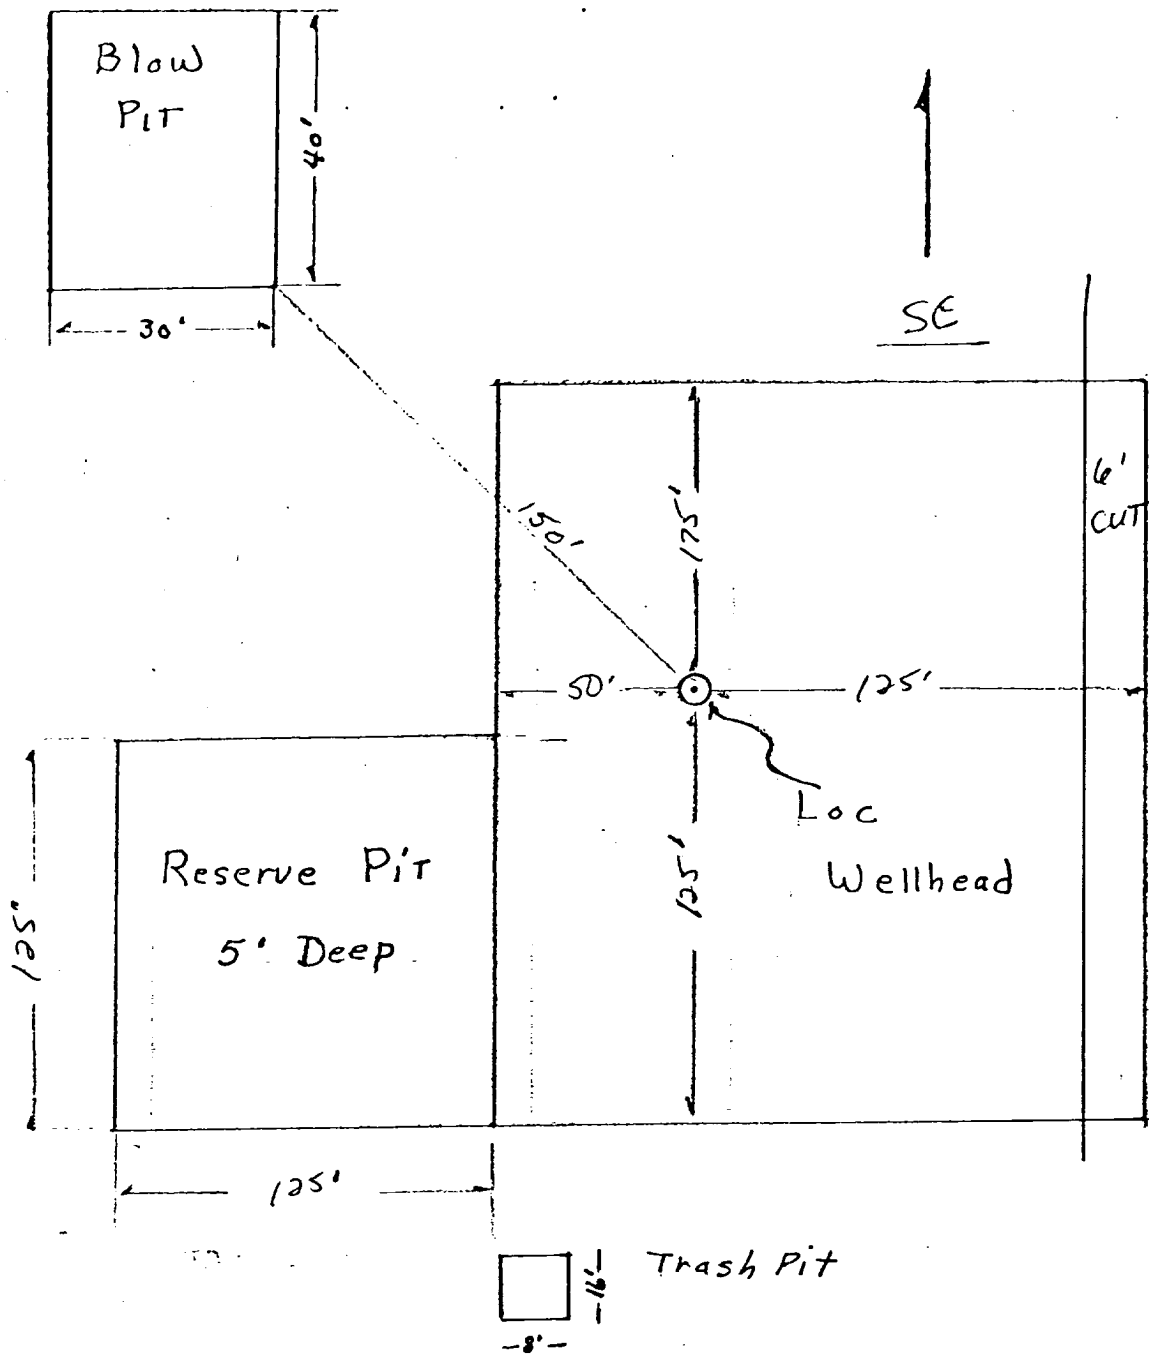 Blow
PIT
40'
30'
SE
6'
CUT
150'
175'
50'
125'
Loc
Wellhead
125'
Reserve PiT
5' Deep
125'
125'
Trash Pit
16'
8'